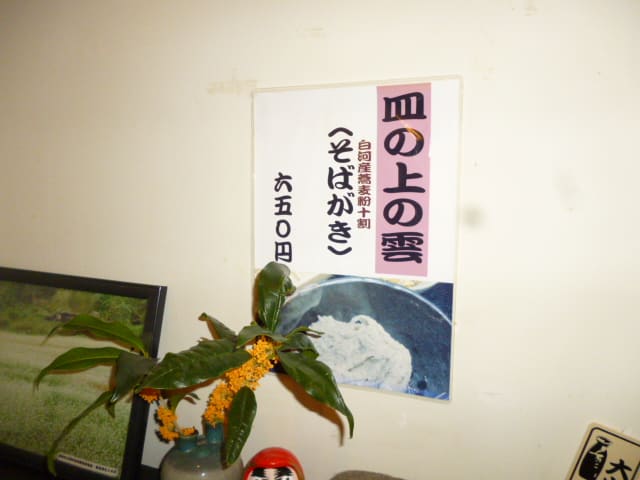 皿の上の雲
白河産蕎麦粉十割
〈そばがき〉
六五〇円